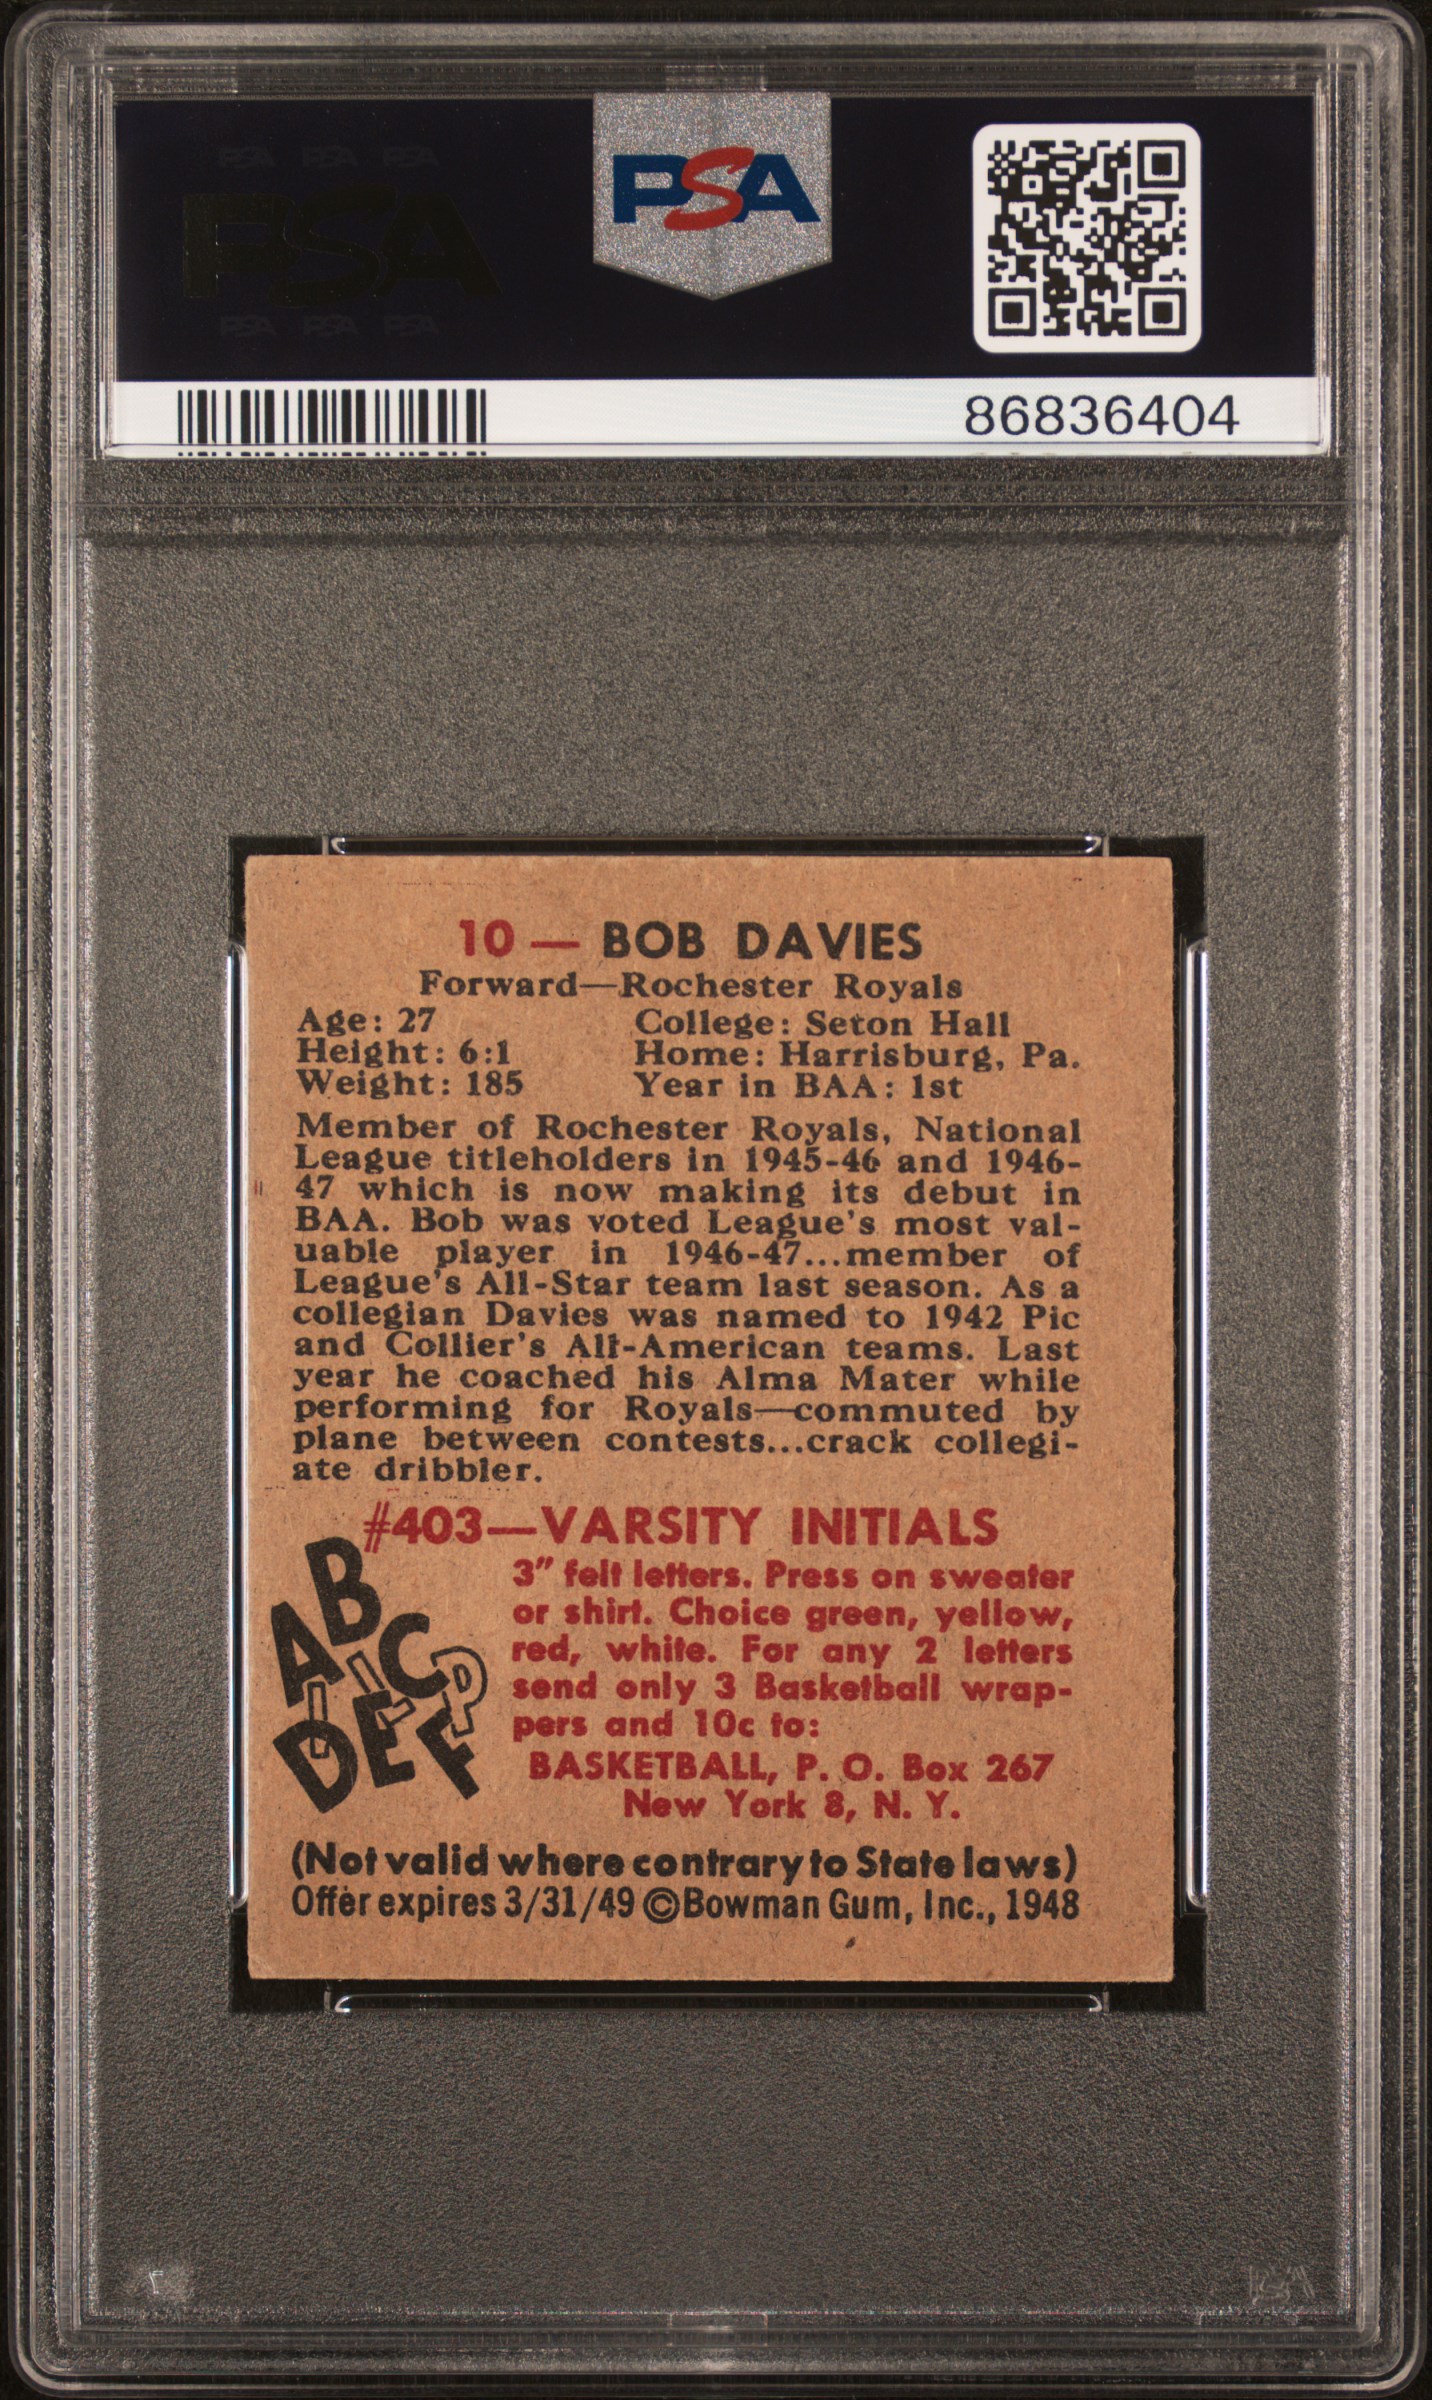 PSA PSA PSA
PSA
PSA PSA PSA
PSA
86836404
10 — BOB DAVIES
Forward—Rochester Royals
Age: 27 College: Seton Hall
Height: 6:1 Home: Harrisburg, Pa.
Weight: 185 Year in BAA: 1st
Member of Rochester Royals, National
League titleholders in 1945-46 and 1946-
47 which is now making its debut in
BAA. Bob was voted League's most val-
uable player in 1946-47...member of
League's All-Star team last season. As a
collegian Davies was named to 1942 Pic
and Collier's All-American teams. Last
year he coached his Alma Mater while
performing for Royals—commuted by
plane between contests...crack collegi-
ate dribbler.
#403—VARSITY INITIALS
A B C D E F
I L I P
3" felt letters. Press on sweater
or shirt. Choice green, yellow,
red, white. For any 2 letters
send only 3 Basketball wrap-
pers and 10c to:
BASKETBALL, P. O. Box 267
New York 8, N. Y.
(Not valid where contrary to State laws)
Offer expires 3/31/49 ©Bowman Gum, Inc., 1948